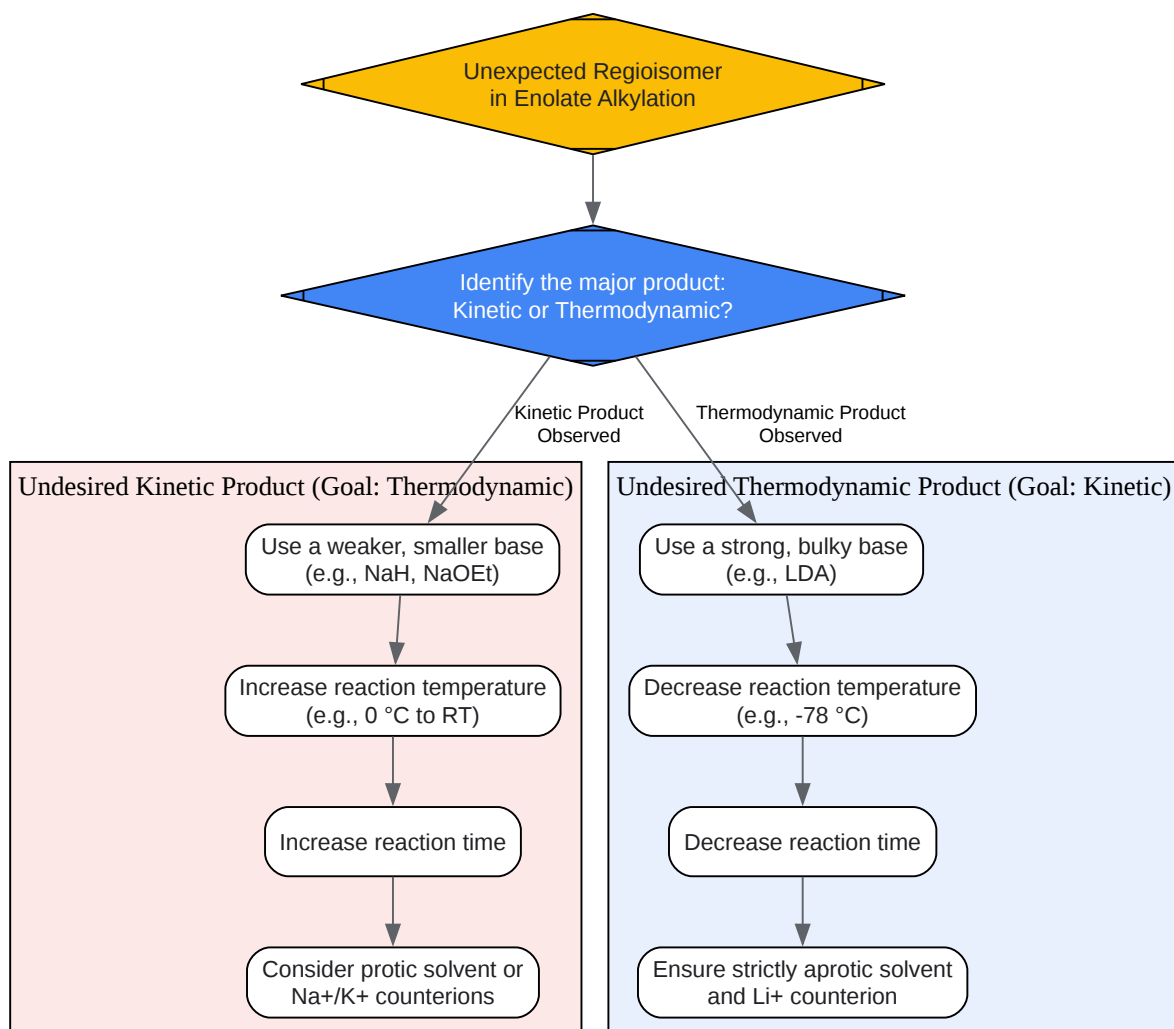 Unexpected Regioisomer
in Enolate Alkylation
Identify the major product:
Kinetic or Thermodynamic?
Kinetic Product
Observed
Thermodynamic Product
Observed
Undesired Kinetic Product (Goal: Thermodynamic)
Use a weaker, smaller base
(e.g., NaH, NaOEt)
Increase reaction temperature
(e.g., 0 °C to RT)
Increase reaction time
Consider protic solvent or
Na+/K+ counterions
Undesired Thermodynamic Product (Goal: Kinetic)
Use a strong, bulky base
(e.g., LDA)
Decrease reaction temperature
(e.g., -78 °C)
Decrease reaction time
Ensure strictly aprotic solvent
and Li+ counterion